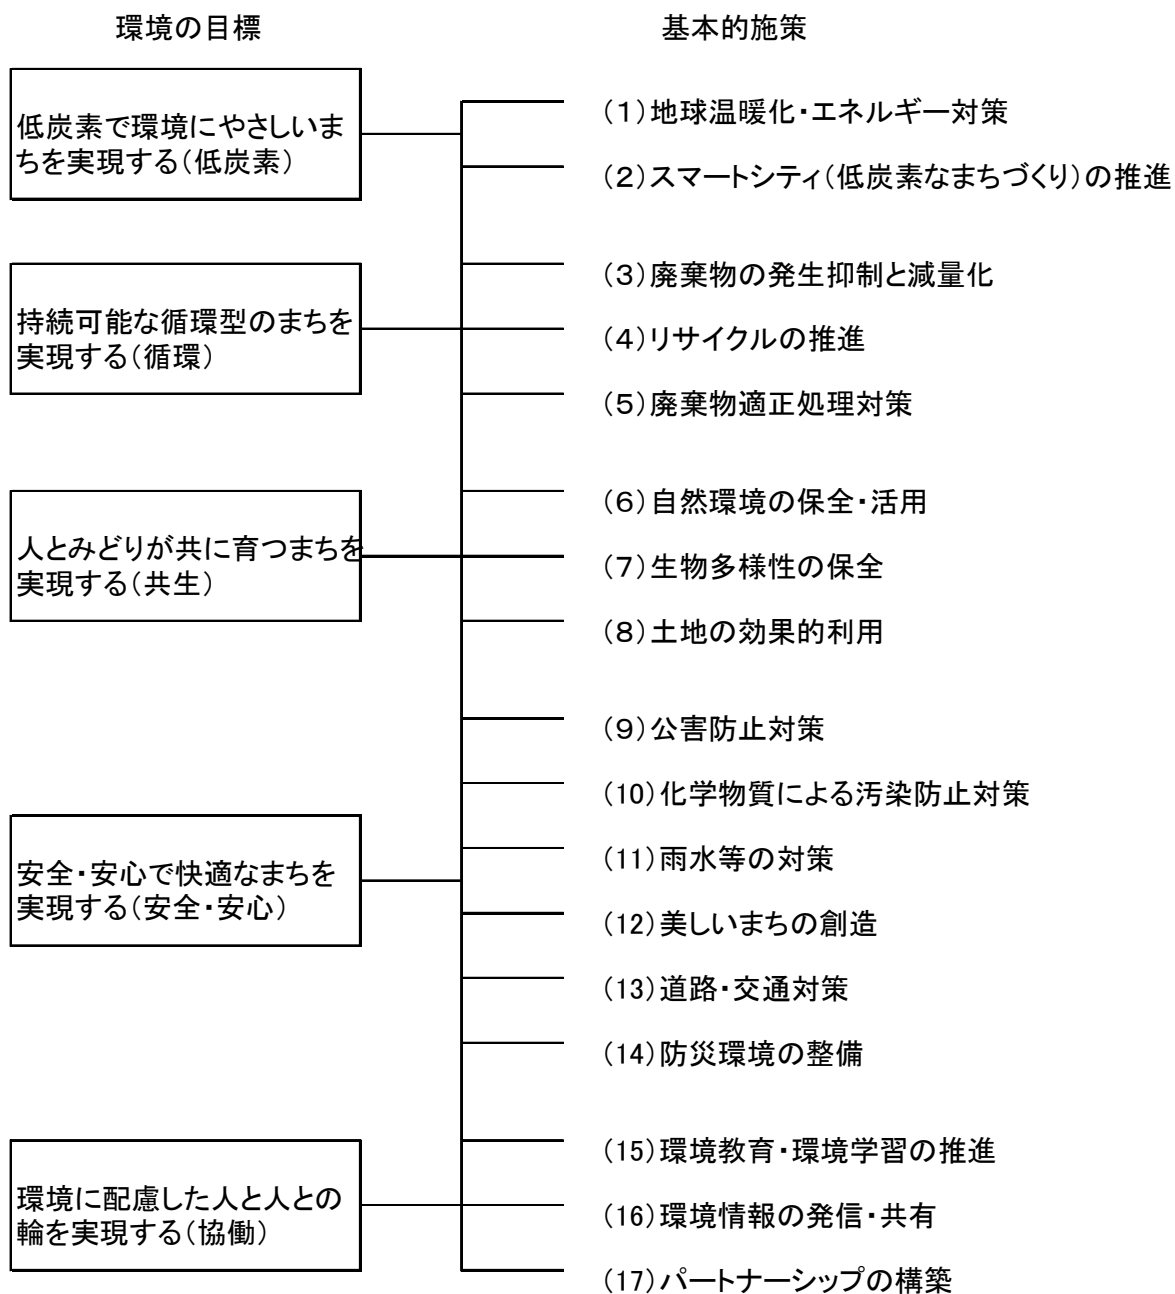 環境の目標
基本的施策
低炭素で環境にやさしいま
ちを実現する(低炭素)
(1)地球温暖化・エネルギー対策
(2)スマートシティ(低炭素なまちづくり)の推進
持続可能な循環型のまちを
実現する(循環)
(3)廃棄物の発生抑制と減量化
(4)リサイクルの推進
(5)廃棄物適正処理対策
人とみどりが共に育つまちを
実現する(共生)
(6)自然環境の保全・活用
(7)生物多様性の保全
(8)土地の効果的利用
安全・安心で快適なまちを
実現する(安全・安心)
(9)公害防止対策
(10)化学物質による汚染防止対策
(11)雨水等の対策
(12)美しいまちの創造
(13)道路・交通対策
(14)防災環境の整備
環境に配慮した人と人との
輪を実現する(協働)
(15)環境教育・環境学習の推進
(16)環境情報の発信・共有
(17)パートナーシップの構築